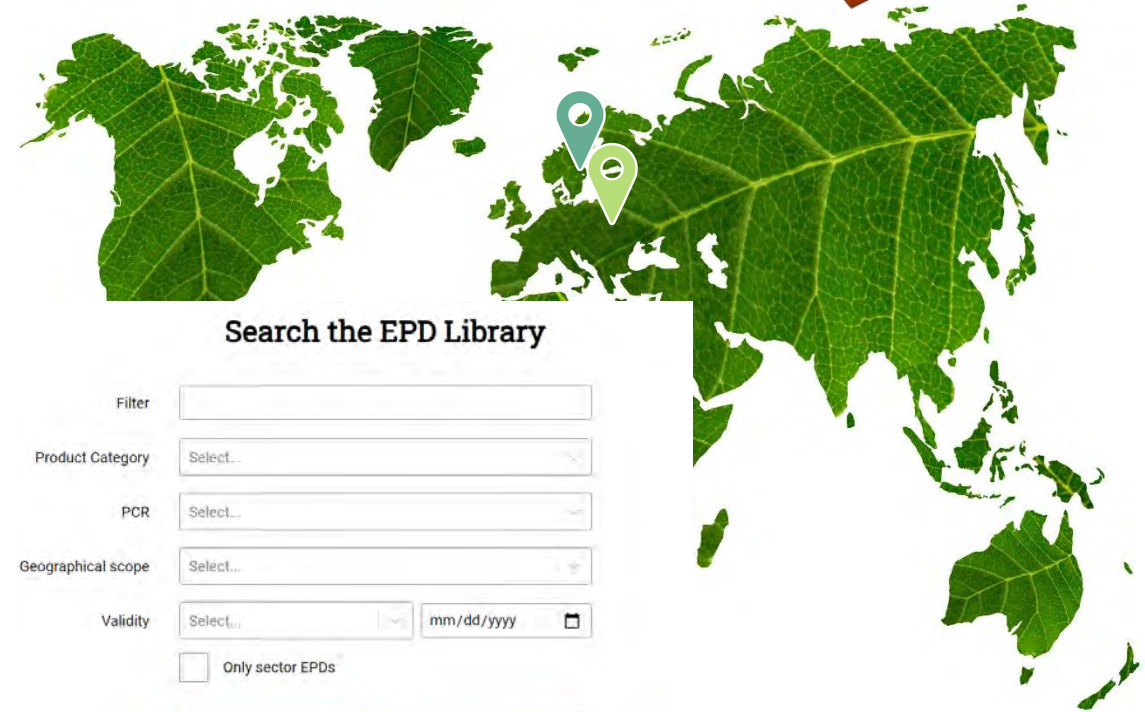 Search the EPD Library
Filter
Product Category Select...
PCR Select...
Geographical scope Select...
Validity Select... mm/dd/yyyy
Only sector EPDs